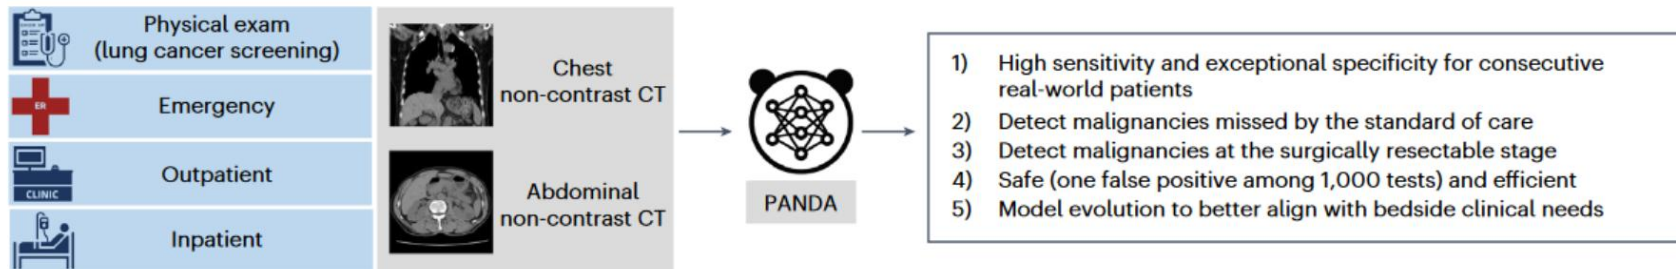 Physical exam
(lung cancer screening)
ER
Emergency
CLINIC
Outpatient
Inpatient
Chest
non-contrast CT
Abdominal
non-contrast CT
PANDA
1) High sensitivity and exceptional specificity for consecutive
real-world patients
2) Detect malignancies missed by the standard of care
3) Detect malignancies at the surgically resectable stage
4) Safe (one false positive among 1,000 tests) and efficient
5) Model evolution to better align with bedside clinical needs